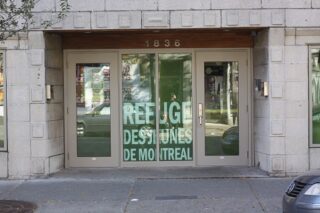 1836
REFUGE
DES JEUNES
DE MONTREAL